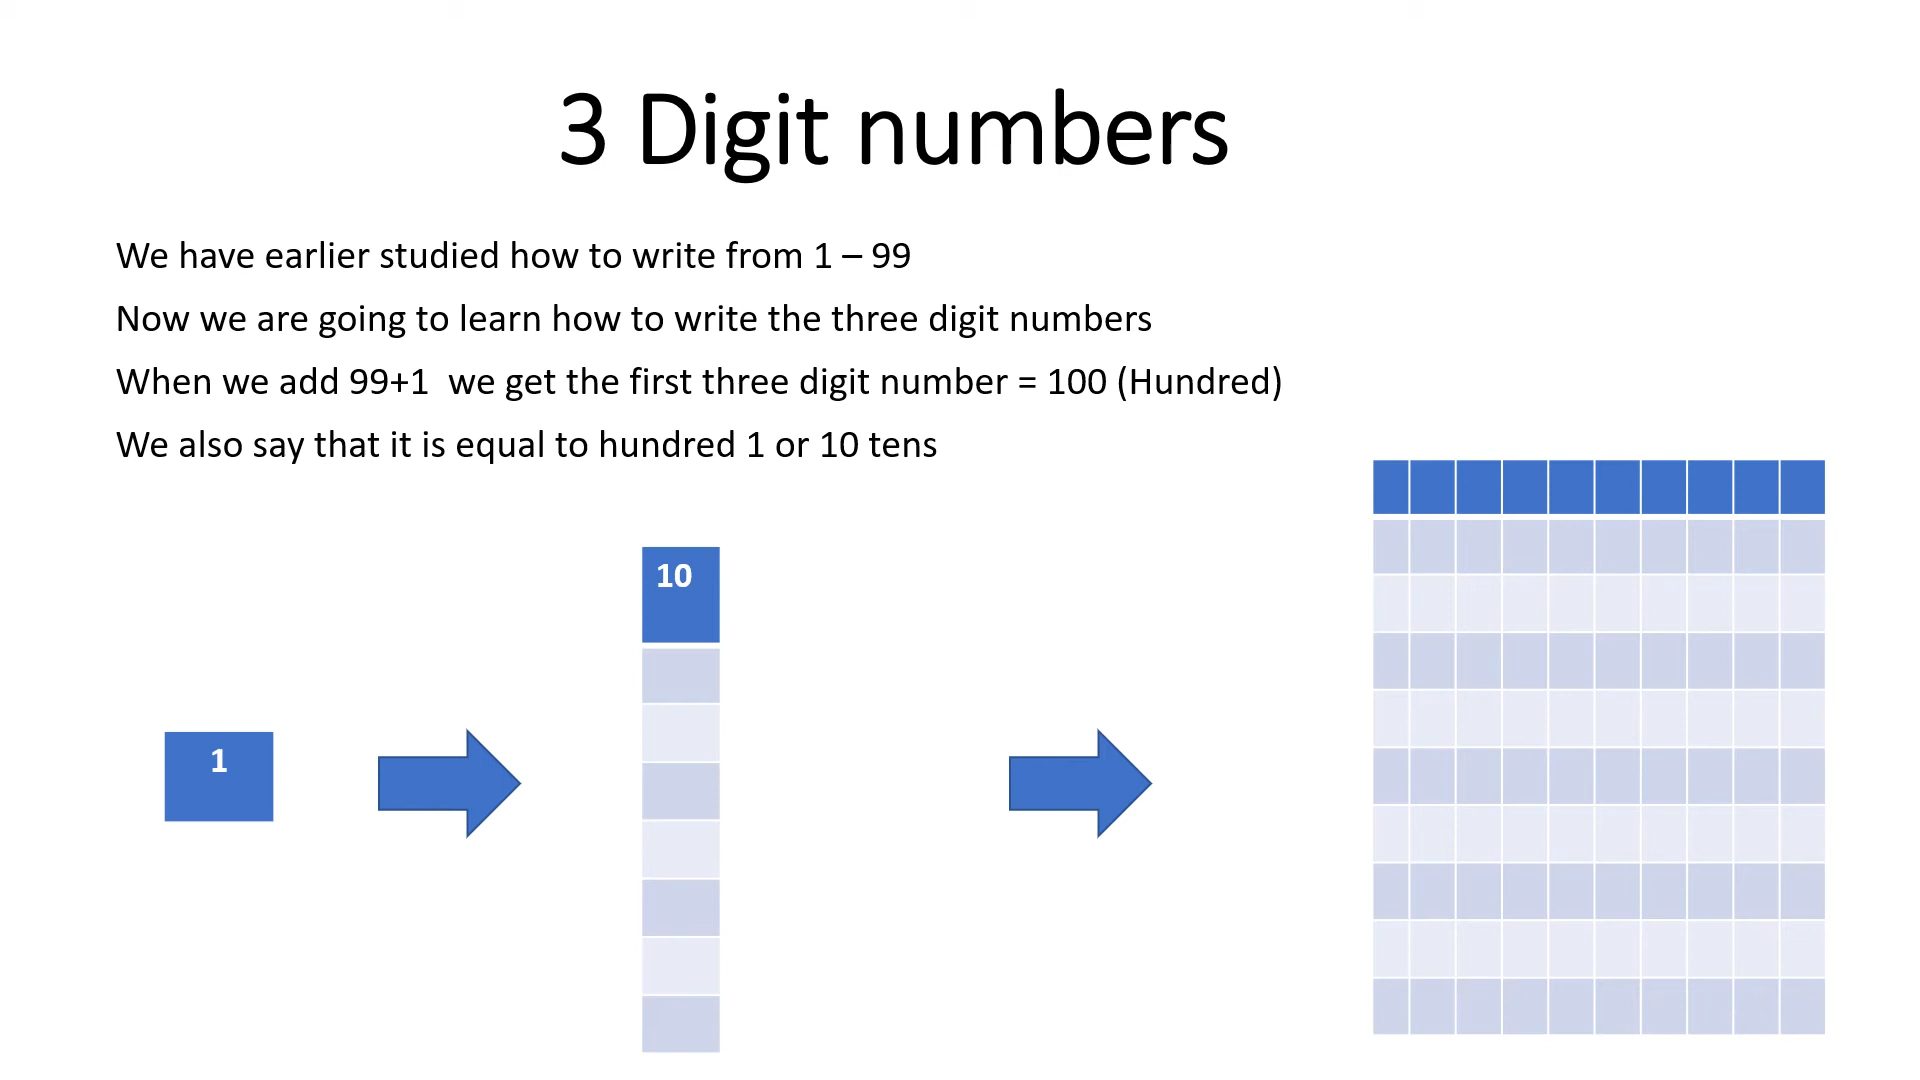 3 Digit numbers
We have earlier studied how to write from 1 – 99
Now we are going to learn how to write the three digit numbers
When we add 99+1  we get the first three digit number = 100 (Hundred)
We also say that it is equal to hundred 1 or 10 tens
10
1